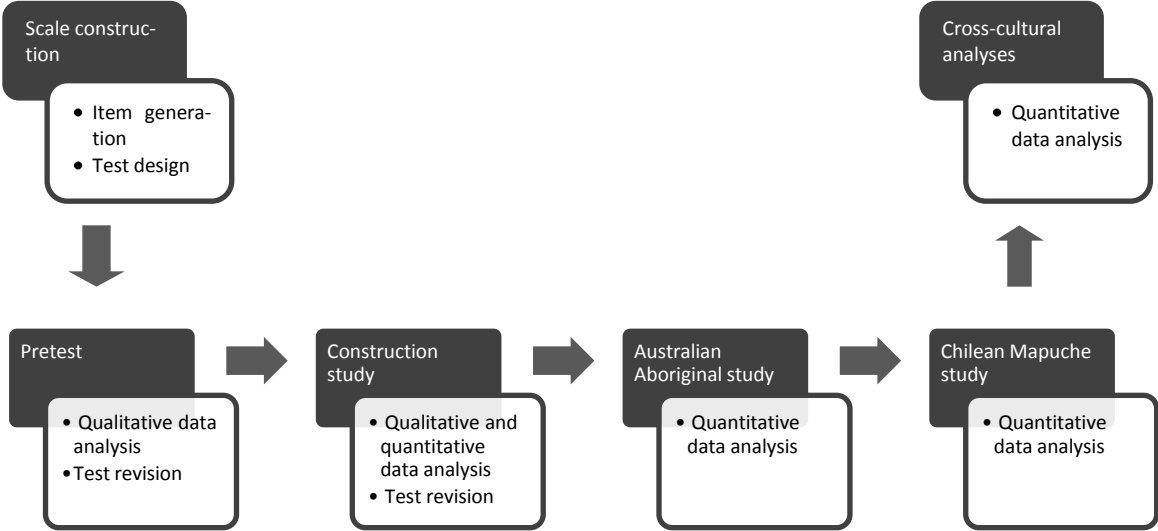 Scale construc-
tion
• Item genera-
tion
• Test design
Cross-cultural
analyses
• Quantitative
data analysis
Pretest
• Qualitative data
analysis
•Test revision
Construction
study
• Qualitative and
quantitative
data analysis
• Test revision
Australian
Aboriginal study
• Quantitative
data analysis
Chilean Mapuche
study
• Quantitative
data analysis